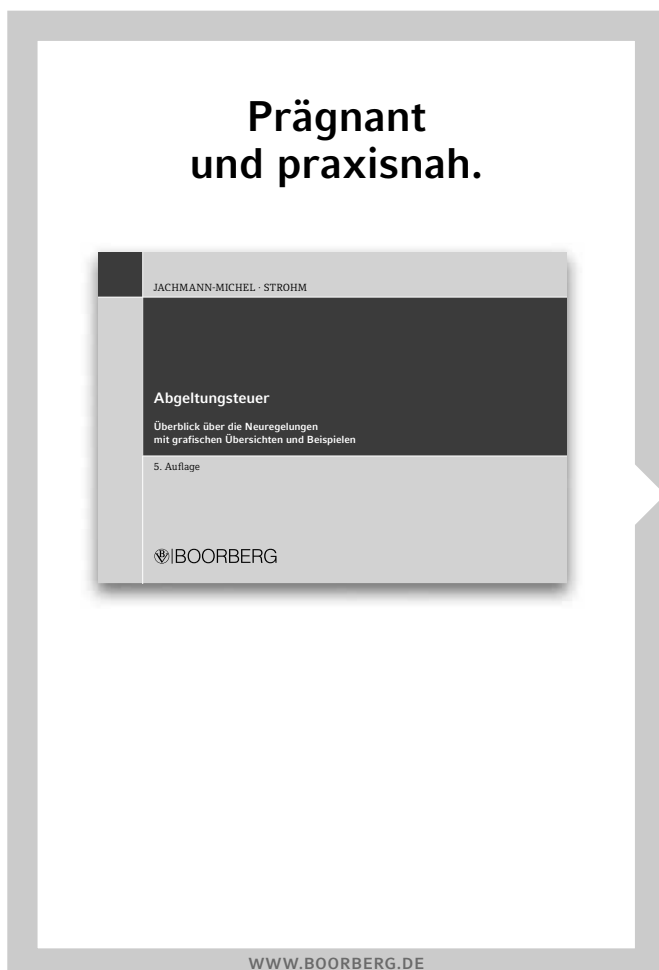 Prägnant
und praxisnah.
JACHMANN-MICHEL · STROHM
Abgeltungsteuer
Überblick über die Neuregelungen
mit grafischen Übersichten und Beispielen
5. Auflage
BOORBERG
WWW.BOORBERG.DE